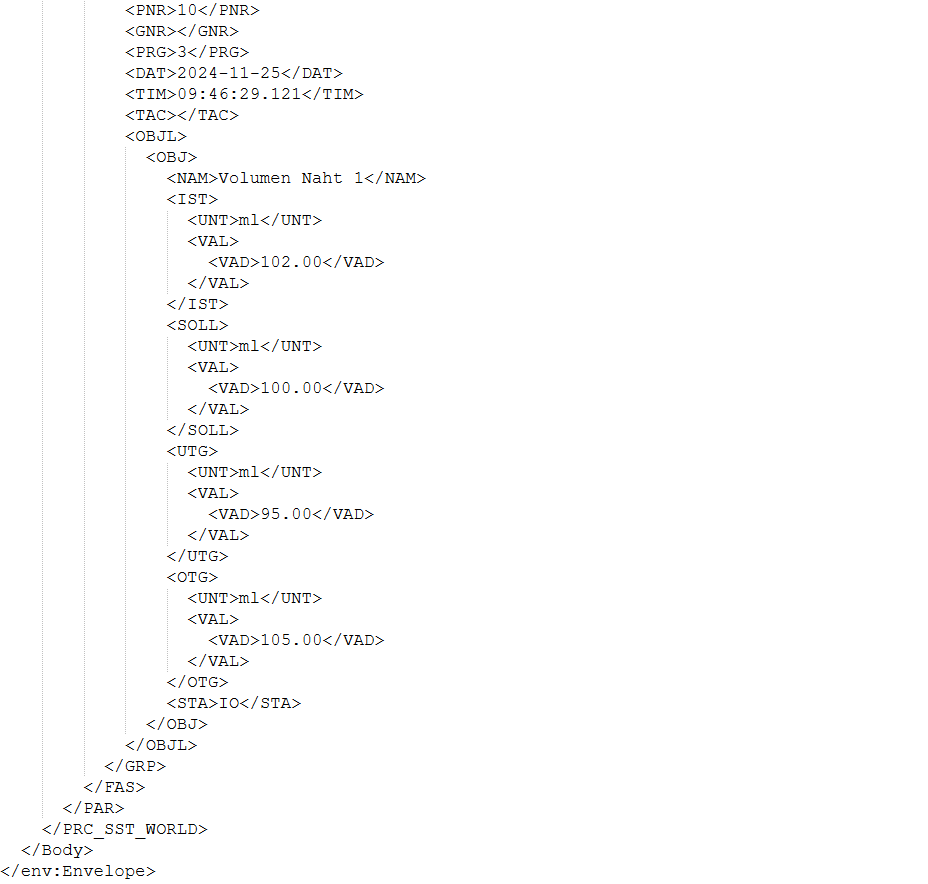 <PNR>10</PNR>
<GNR></GNR>
<PRG>3</PRG>
<DAT>2024-11-25</DAT>
<TIM>09:46:29.121</TIM>
<TAC></TAC>
<OBJL>
<OBJ>
<NAM>Volumen Naht 1</NAM>
<IST>
<UNT>ml</UNT>
<VAL>
<VAD>102.00</VAD>
</VAL>
</IST>
<SOLL>
<UNT>ml</UNT>
<VAL>
<VAD>100.00</VAD>
</VAL>
</SOLL>
<UTG>
<UNT>ml</UNT>
<VAL>
<VAD>95.00</VAD>
</VAL>
</UTG>
<OTG>
<UNT>ml</UNT>
<VAL>
<VAD>105.00</VAD>
</VAL>
</OTG>
<STA>IO</STA>
</OBJ>
</OBJL>
</GRP>
</FAS>
</PAR>
</PRC_SST_WORLD>
</Body>
</env:Envelope>